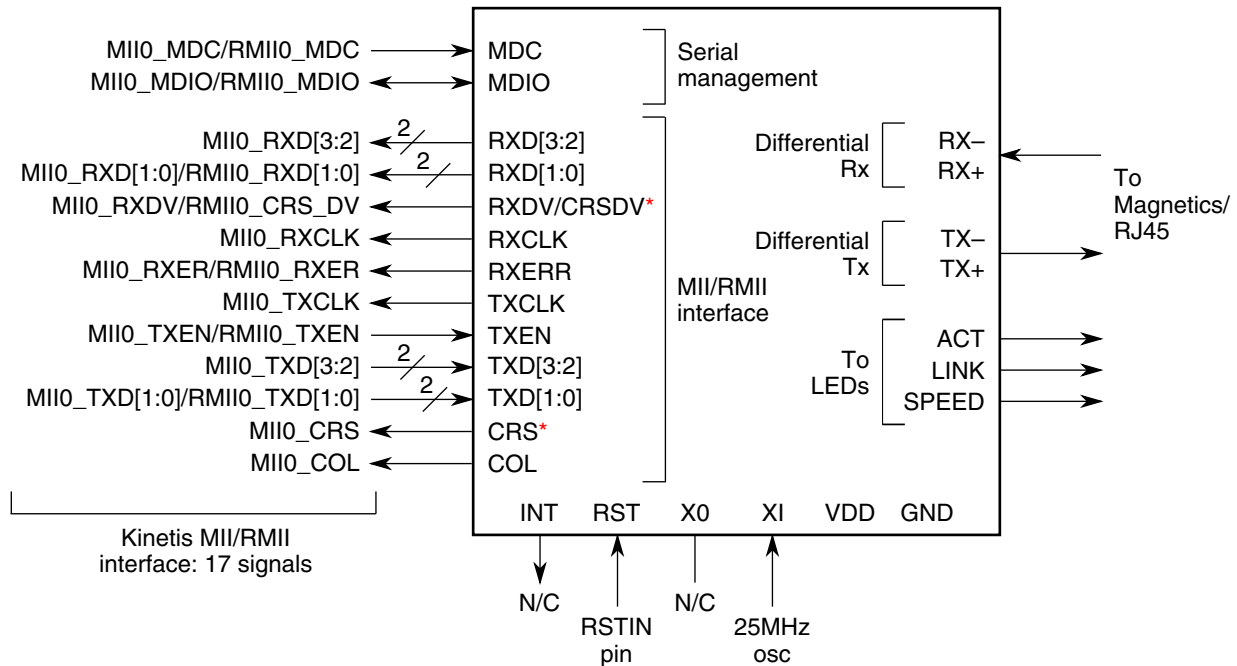 MII0_MDC/RMII0_MDC
MDC
MII0_MDIO/RMII0_MDIO
MDIO
Serial
management
MII0_RXD[3:2]
2
RXD[3:2]
MII0_RXD[1:0]/RMII0_RXD[1:0]
2
RXD[1:0]
MII0_RXDV/RMII0_CRS_DV
RXDV/CRSDV*
MII0_RXCLK
RXCLK
MII0_RXER/RMII0_RXER
RXERR
MII0_TXCLK
TXCLK
MII0_TXEN/RMII0_TXEN
TXEN
MII0_TXD[3:2]
2
TXD[3:2]
MII0_TXD[1:0]/RMII0_TXD[1:0]
2
TXD[1:0]
MII0_CRS
CRS*
MII0_COL
COL
MII/RMII
interface
Differential
Rx
RX–
RX+
Differential
Tx
TX–
TX+
To
Magnetics/
RJ45
To
LEDs
ACT
LINK
SPEED
INT RST X0 XI VDD GND
Kinetis MII/RMII
interface: 17 signals
N/C
RSTIN
pin
N/C
25MHz
osc